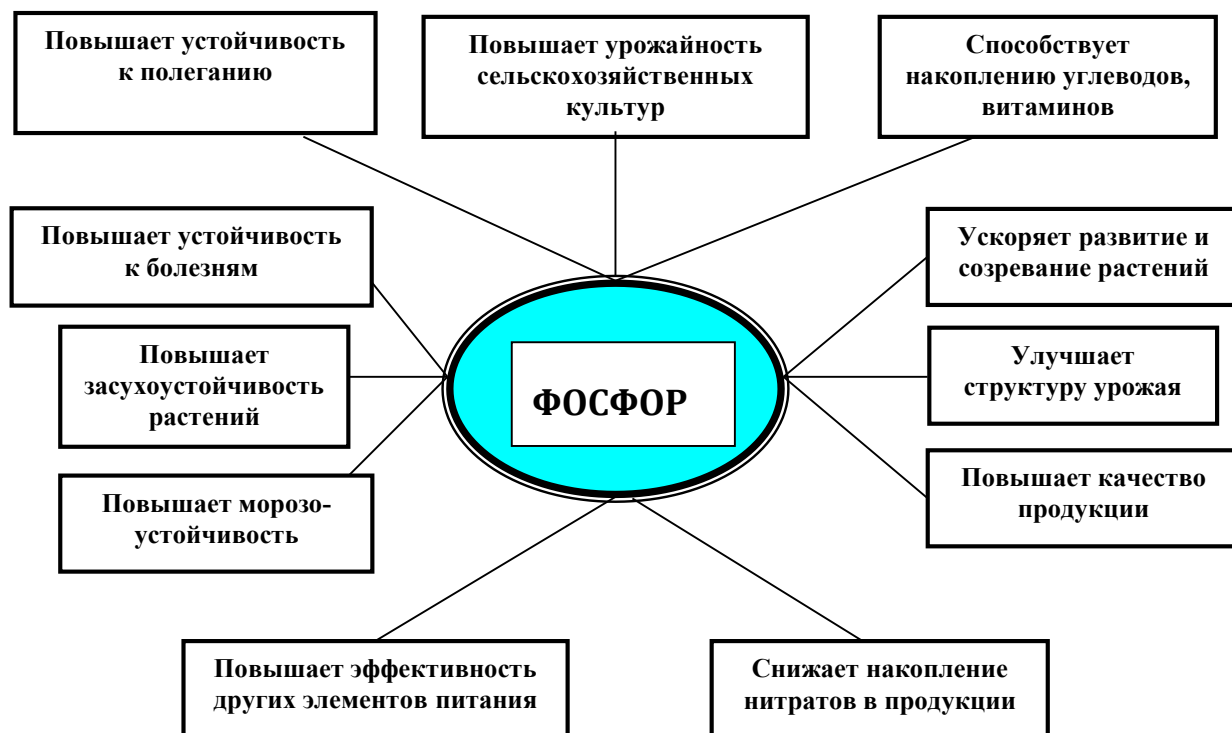 Повышает устойчивость
к полеганию
Повышает урожайность
сельскохозяйственных
культур
Способствует
накоплению углеводов,
витаминов
Повышает устойчивость
к болезням
Ускоряет развитие и
созревание растений
Повышает
засухоустойчивость
растений
ФОСФОР
Улучшает
структуру урожая
Повышает морозо-
устойчивость
Повышает качество
продукции
Повышает эффективность
других элементов питания
Снижает накопление
нитратов в продукции